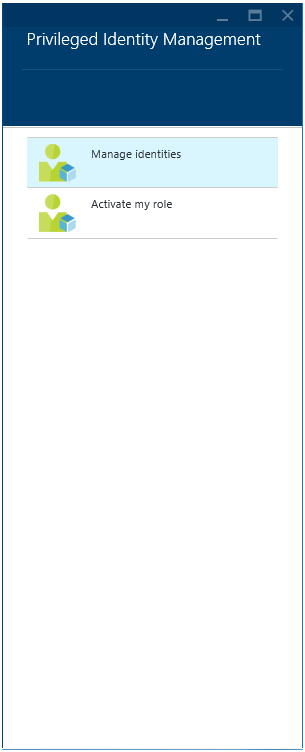 Privileged Identity Management
Manage identities
Activate my role